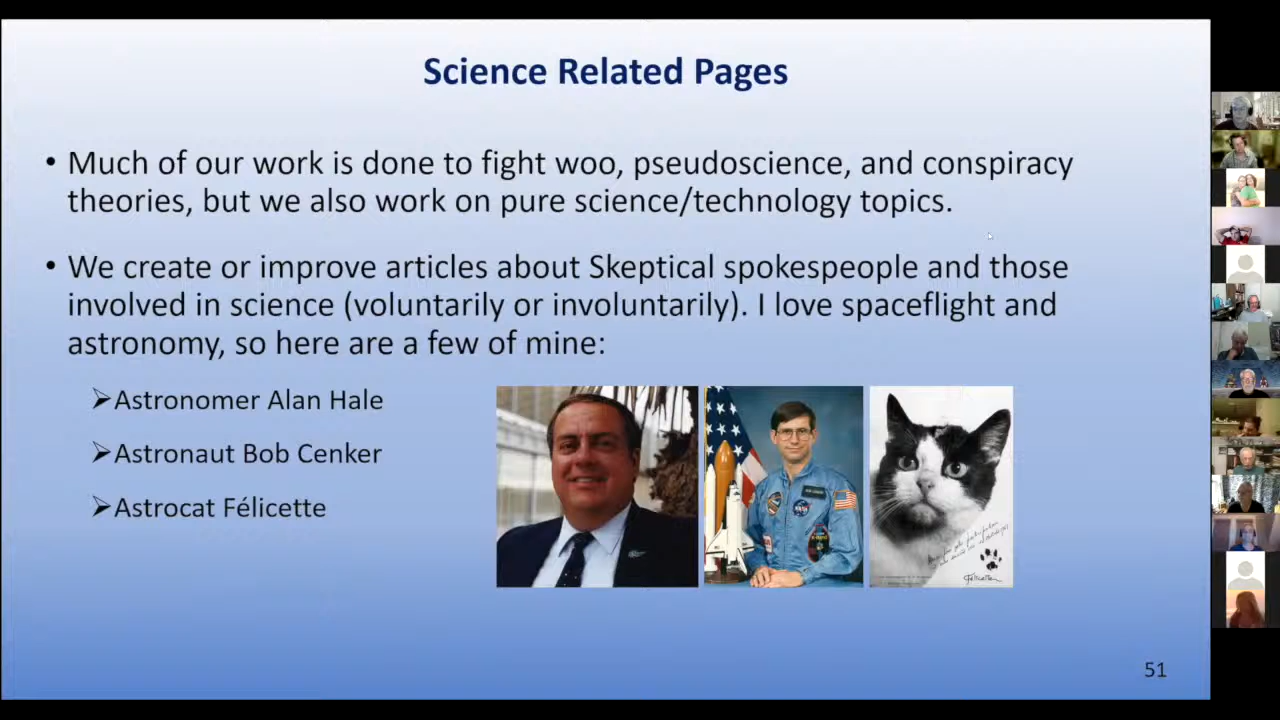 Science Related Pages
• Much of our work is done to fight woo, pseudoscience, and conspiracy
theories, but we also work on pure science/technology topics.
• We create or improve articles about Skeptical spokespeople and those
involved in science (voluntarily or involuntarily). I love spaceflight and
astronomy, so here are a few of mine:
➢Astronomer Alan Hale
➢Astronaut Bob Cenker
➢Astrocat Félicette
Félicette
51